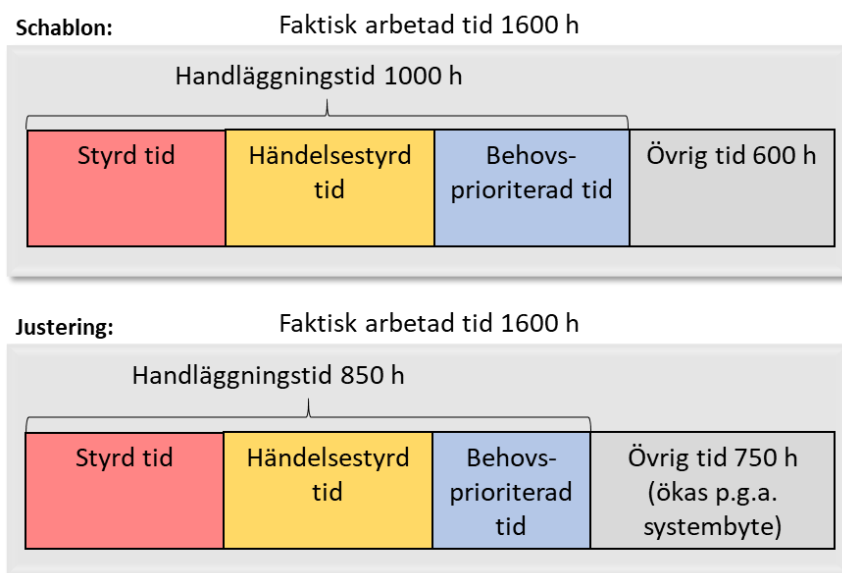 Schablon:
Faktisk arbetad tid 1600 h
Handläggningstid 1000 h
Styrd tid
Händelsestyrd
tid
Behovs-
prioriterad tid
Övrig tid 600 h
Justering:
Faktisk arbetad tid 1600 h
Handläggningstid 850 h
Styrd tid
Händelsestyrd
tid
Behovs-
prioriterad
tid
Övrig tid 750 h
(ökas p.g.a.
systembyte)